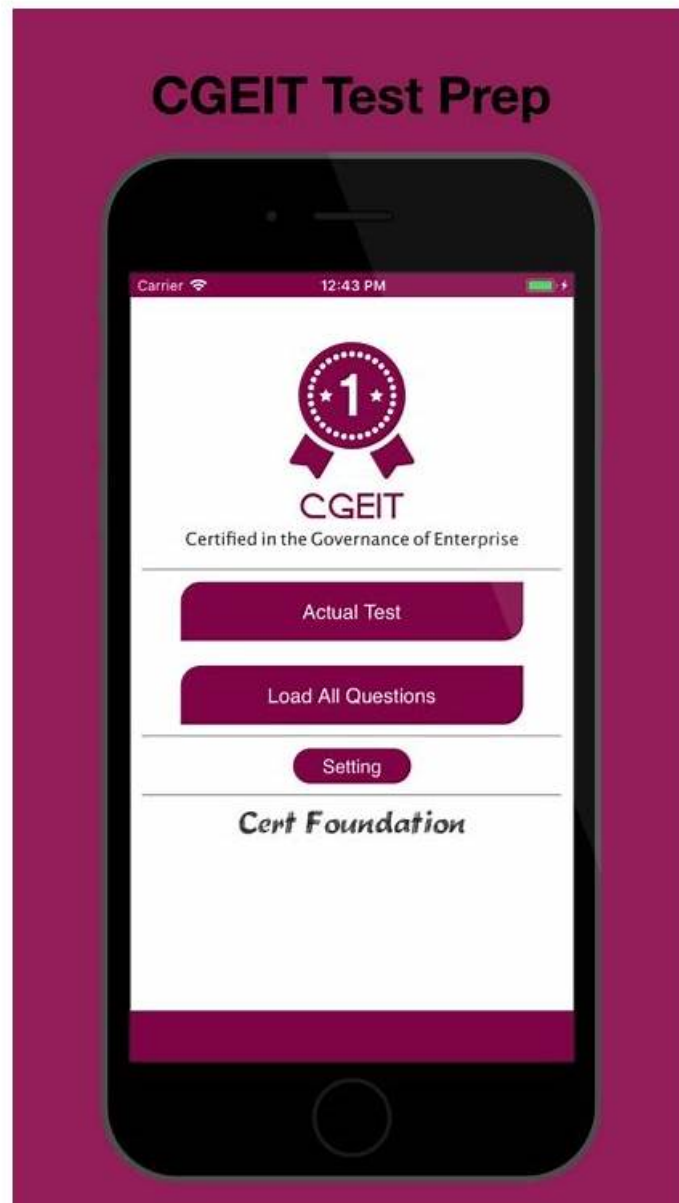 CGEIT Test Prep
Carrier 12:43 PM
1
CGEIT
Certified in the Governance of Enterprise
Actual Test
Load All Questions
Setting
Cert Foundation